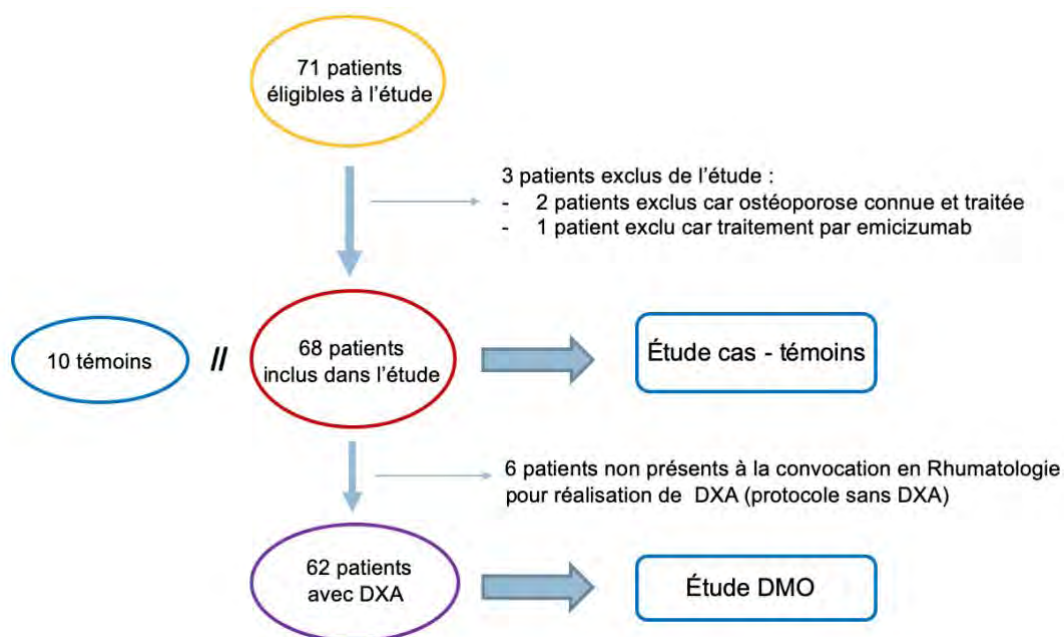 71 patients
éligibles à l'étude
3 patients exclus de l'étude :
- 2 patients exclus car ostéoporose connue et traitée
- 1 patient exclu car traitement par emicizumab
10 témoins
//
68 patients
inclus dans l'étude
Étude cas - témoins
6 patients non présents à la convocation en Rhumatologie
pour réalisation de DXA (protocole sans DXA)
62 patients
avec DXA
Étude DMO